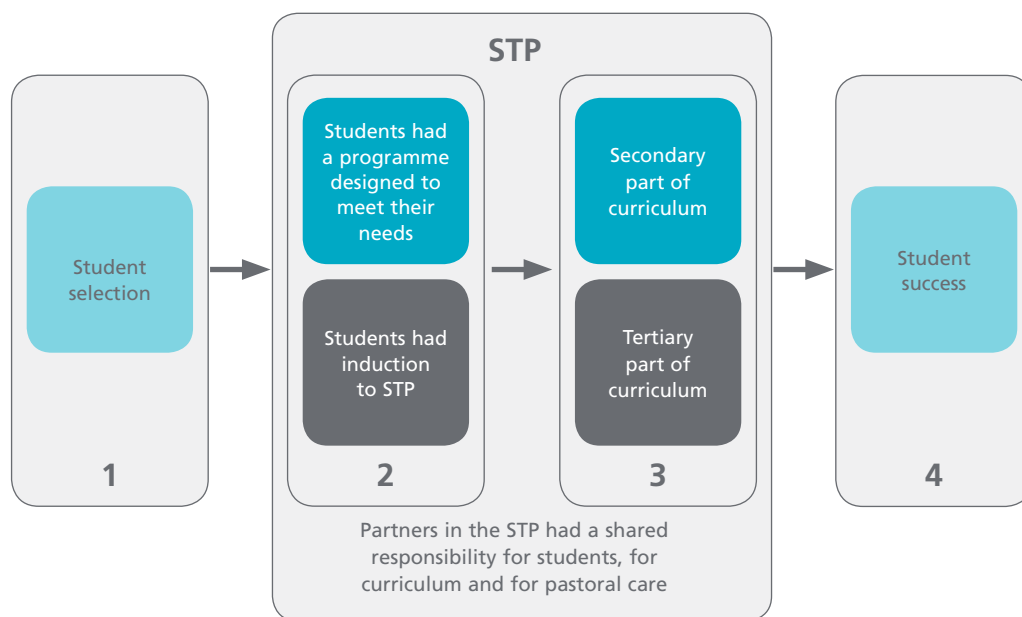 STP
Student
selection
1
Students had
a programme
designed to
meet their
needs
Students had
induction
to STP
2
Secondary
part of
curriculum
Tertiary
part of
curriculum
3
Partners in the STP had a shared
responsibility for students, for
curriculum and for pastoral care
Student
success
4